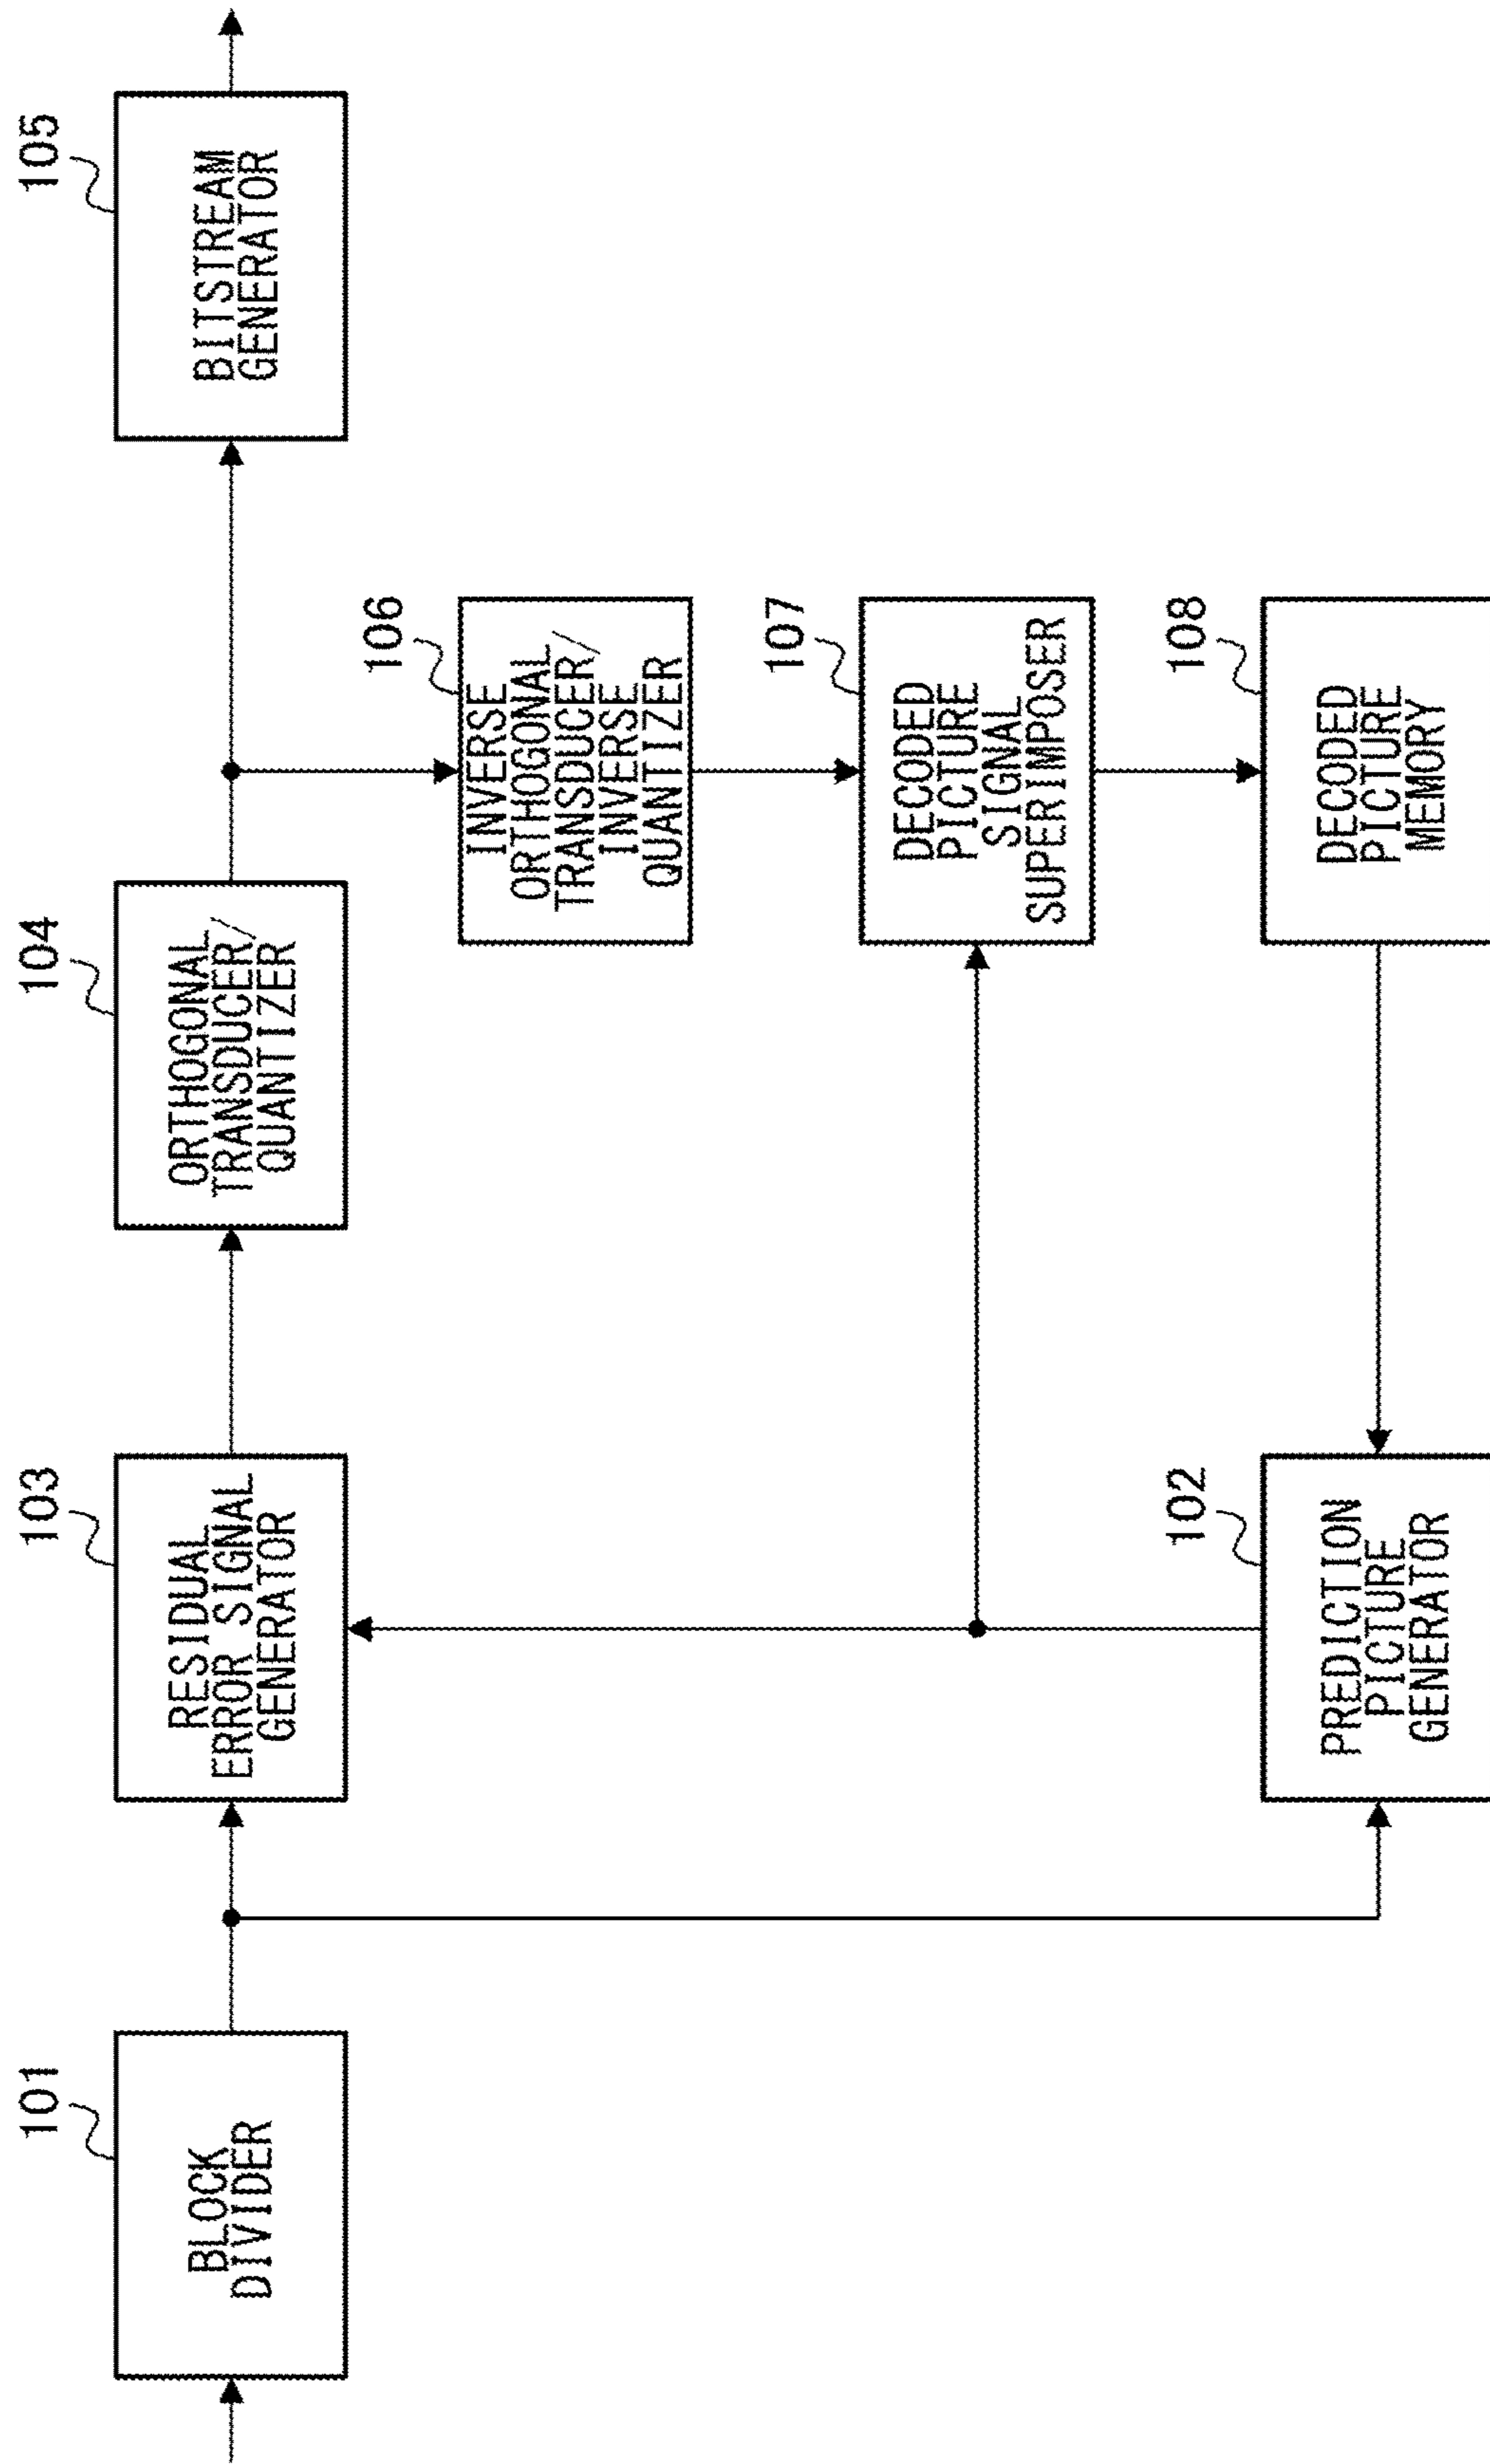 101
BLOCK
DIVIDER
103
RESIDUAL
ERROR SIGNAL
GENERATOR
104
ORTHOGONAL
TRANSDUCER/
QUANTIZER
105
BITSTREAM
GENERATOR
106
INVERSE
ORTHOGONAL
TRANSDUCER/
INVERSE
QUANTIZER
107
DECODED
PICTURE
SIGNAL
SUPERIMPOSER
102
PREDICTION
PICTURE
GENERATOR
108
DECODED
PICTURE
MEMORY